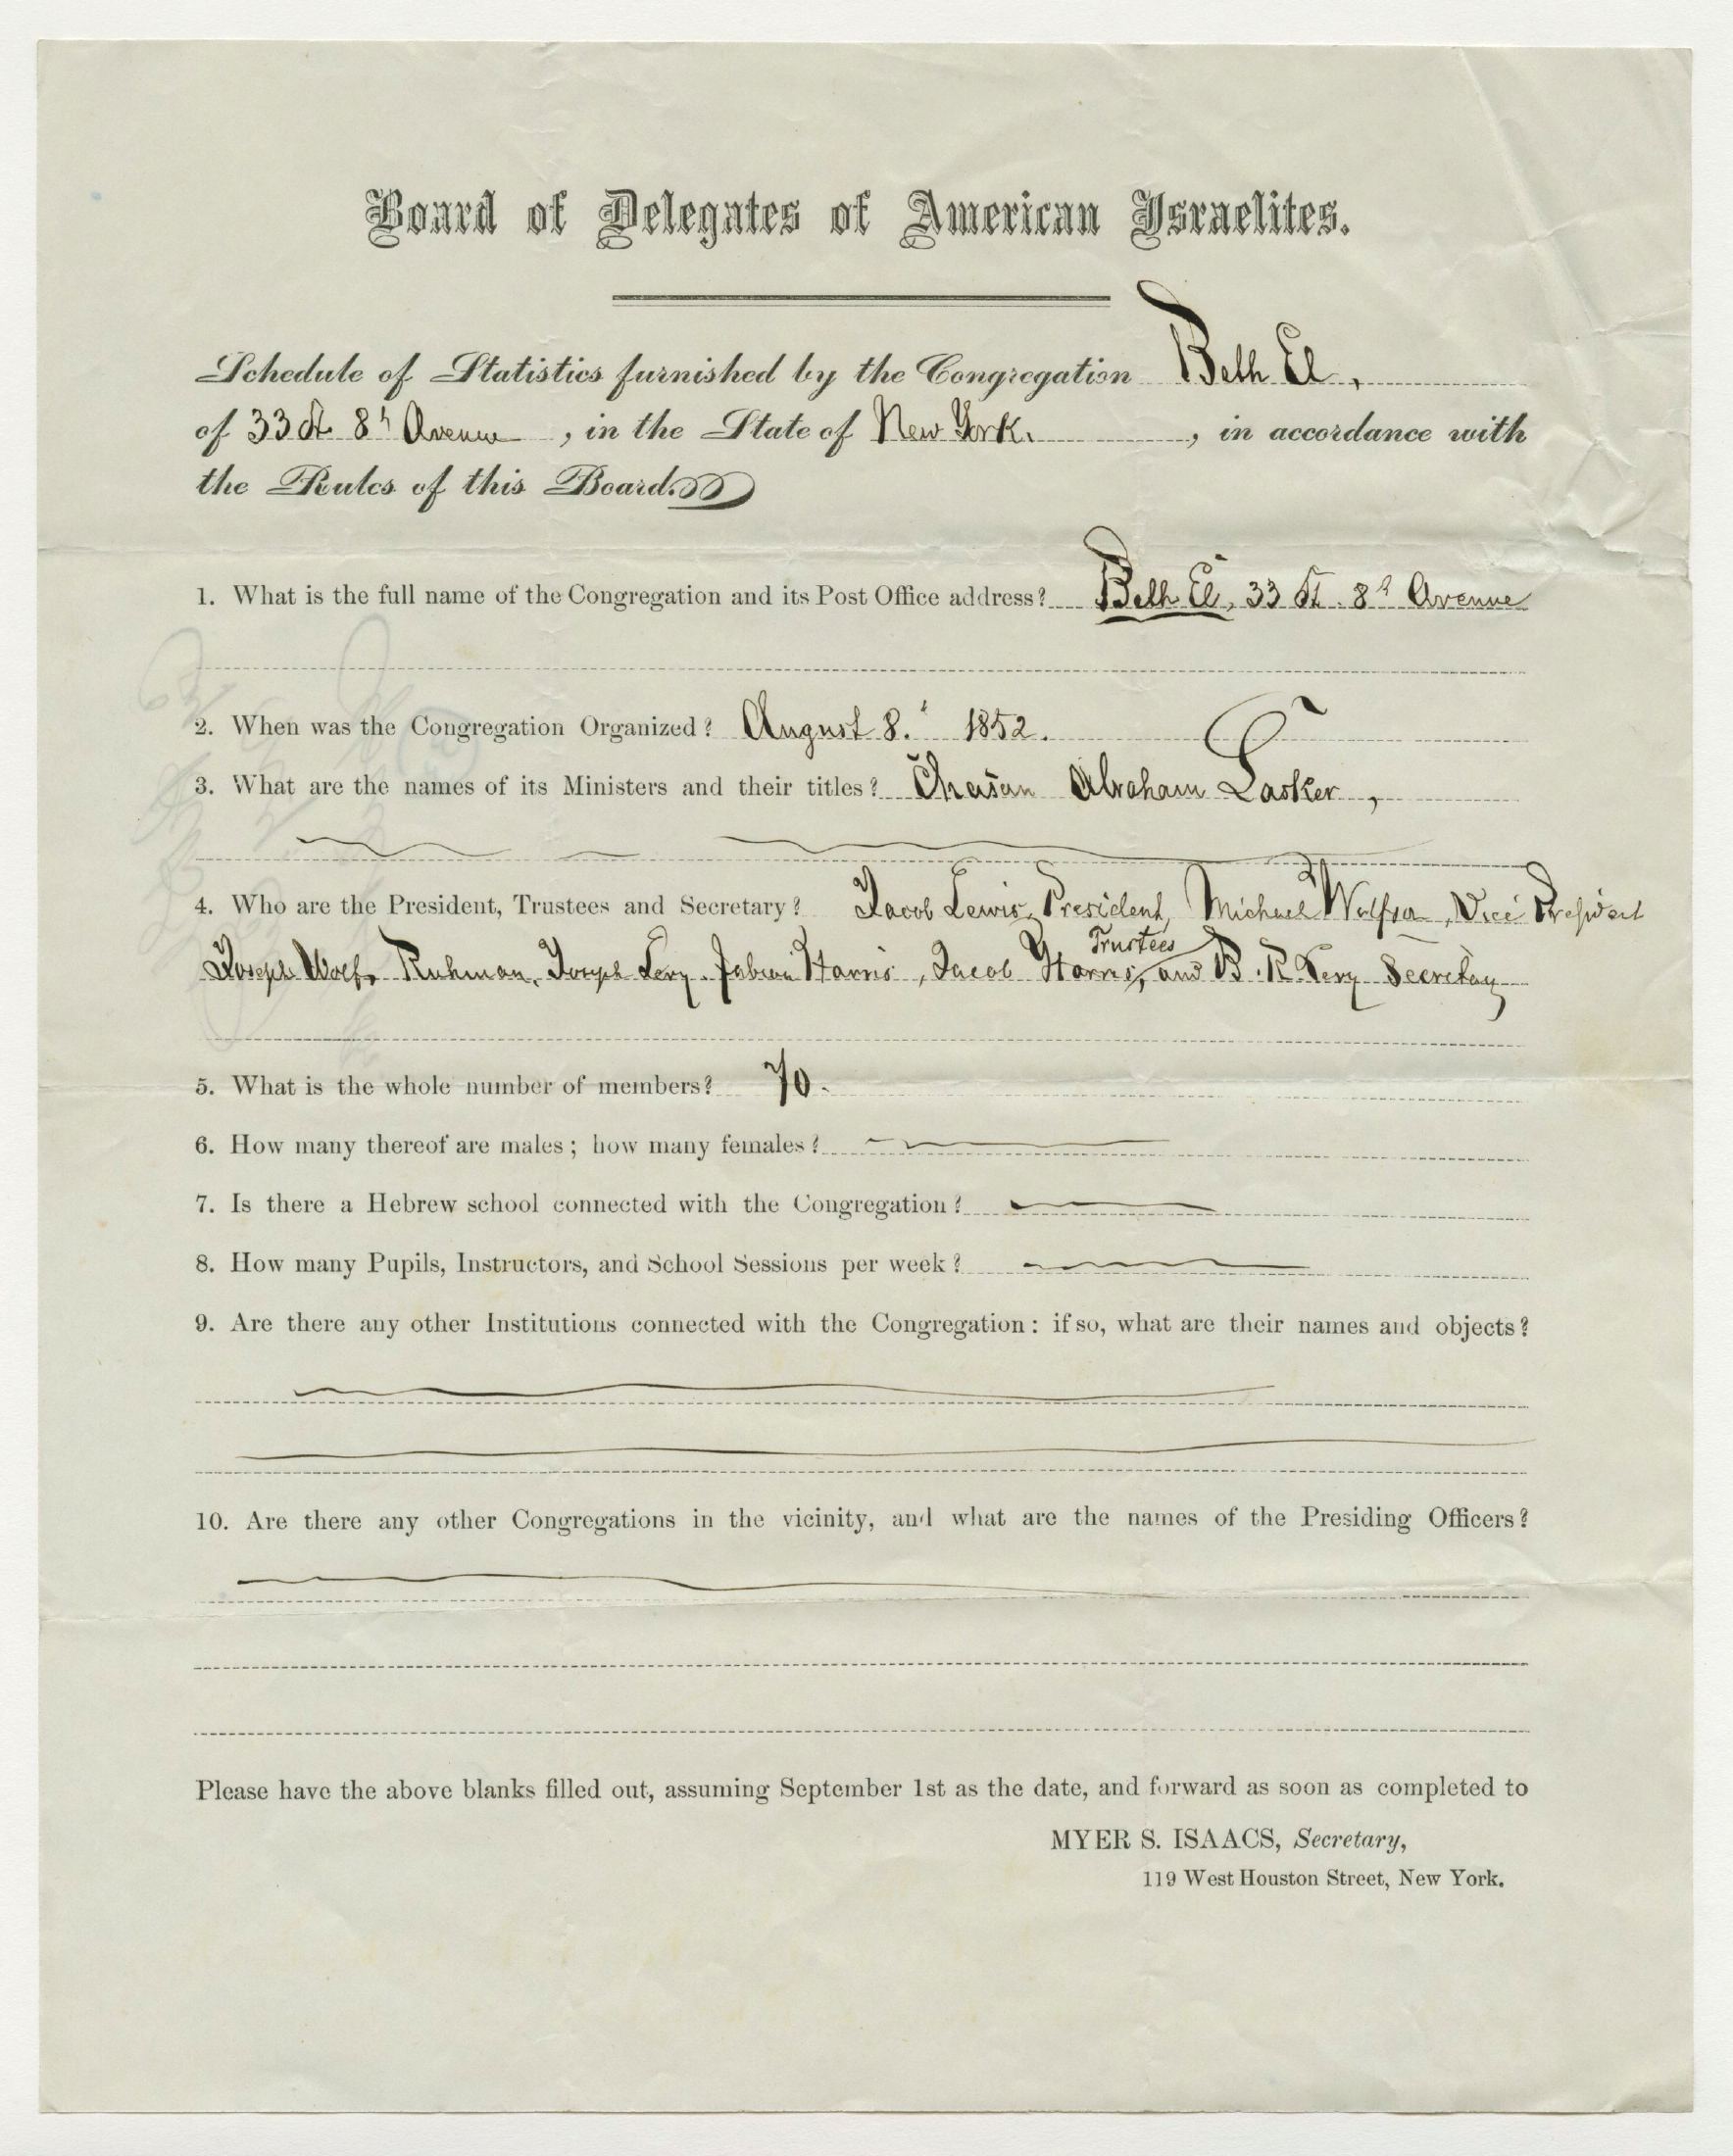 Board of Delegates of American Israelites.
Schedule of Statistics furnished by the Congregation Beth El,
of 33 St. 8th Avenue, in the State of New York., in accordance with
the Rules of this Board.
1. What is the full name of the Congregation and its Post Office address? Beth El, 33 St. 8th Avenue
2. When was the Congregation Organized? August 8. 1852.
3. What are the names of its Ministers and their titles? Chasan Abraham Lasker,
4. Who are the President, Trustees and Secretary? Jacob Lewis, President, Michael Wolfson, Vice President
Trustees
Joseph Wolf, Ruhman, Joseph Levy. Harris, Jacob Harris, and B. R. Levy Secretary
5. What is the whole number of members? 70.
6. How many thereof are males; how many females?
7. Is there a Hebrew school connected with the Congregation?
8. How many Pupils, Instructors, and School Sessions per week?
9. Are there any other Institutions connected with the Congregation: if so, what are their names and objects?
10. Are there any other Congregations in the vicinity, and what are the names of the Presiding Officers?
Please have the above blanks filled out, assuming September 1st as the date, and forward as soon as completed to
MYER S. ISAACS, Secretary,
119 West Houston Street, New York.